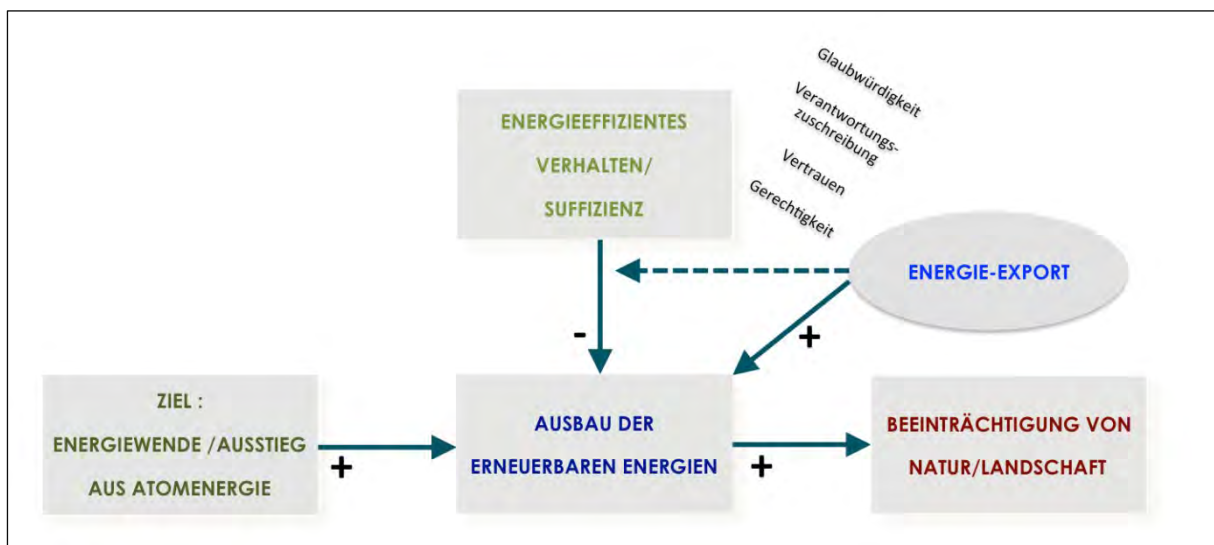 Glaubwürdigkeit
Verantwortungs-
zuschreibung
Vertrauen
Gerechtigkeit
ENERGIEEFFIZIENTES
VERHALTEN/
SUFFIZIENZ
ENERGIE-EXPORT
-
+
ZIEL :
ENERGIEWENDE /AUSSTIEG
AUS ATOMENERGIE
+
AUSBAU DER
ERNEUERBAREN ENERGIEN
+
BEEINTRÄCHTIGUNG VON
NATUR/LANDSCHAFT